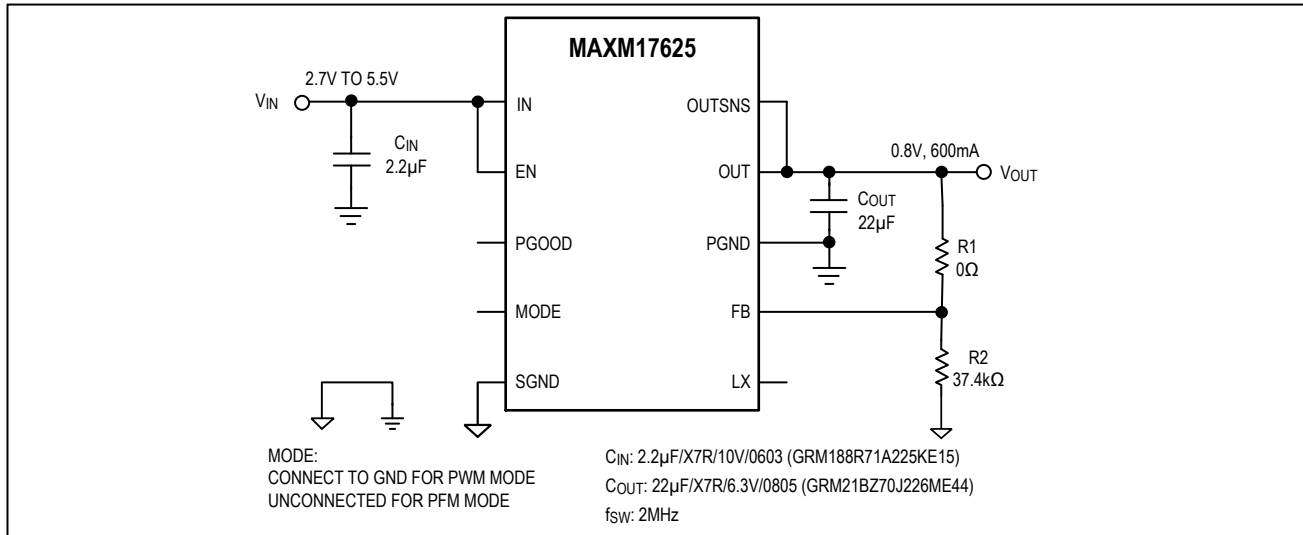 MAXM17625
2.7V TO 5.5V
VIN
IN
OUTSNS
CIN
2.2µF
EN
OUT
0.8V, 600mA
VOUT
COUT
22µF
PGOOD
PGND
R1
0Ω
MODE
FB
R2
37.4kΩ
SGND
LX
MODE:
CONNECT TO GND FOR PWM MODE
UNCONNECTED FOR PFM MODE
CIN: 2.2µF/X7R/10V/0603 (GRM188R71A225KE15)
COUT: 22µF/X7R/6.3V/0805 (GRM21BZ70J226ME44)
fSW: 2MHz